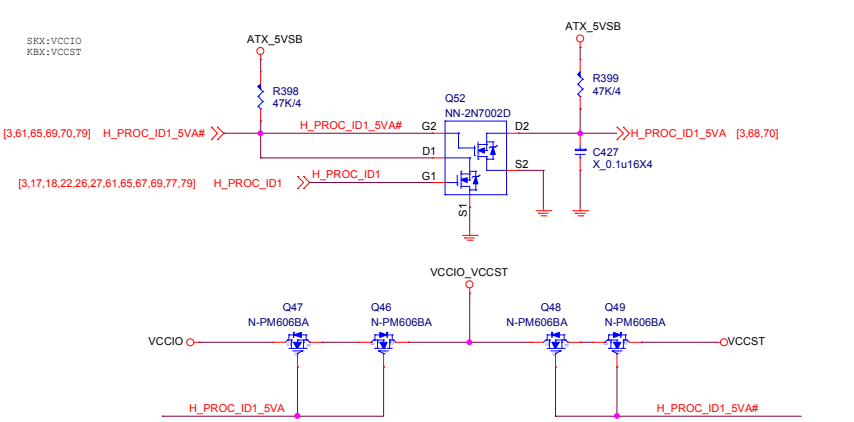 SKX:VCCIO
KBX:VCCST
ATX_5VSB
ATX_5VSB
R398
47K/4
R399
47K/4
Q52
NN-2N7002D
[3,61,65,69,70,79] H_PROC_ID1_5VA#
H_PROC_ID1_5VA#
G2
D2
H_PROC_ID1_5VA [3,68,70]
D1
S2
C427
X_0.1u16X4
[3,17,18,22,26,27,61,65,67,69,77,79] H_PROC_ID1
H_PROC_ID1
G1
S1
VCCIO_VCCST
Q47
N-PM606BA
Q46
N-PM606BA
Q48
N-PM606BA
Q49
N-PM606BA
VCCIO
VCCST
H_PROC_ID1_5VA
H_PROC_ID1_5VA#